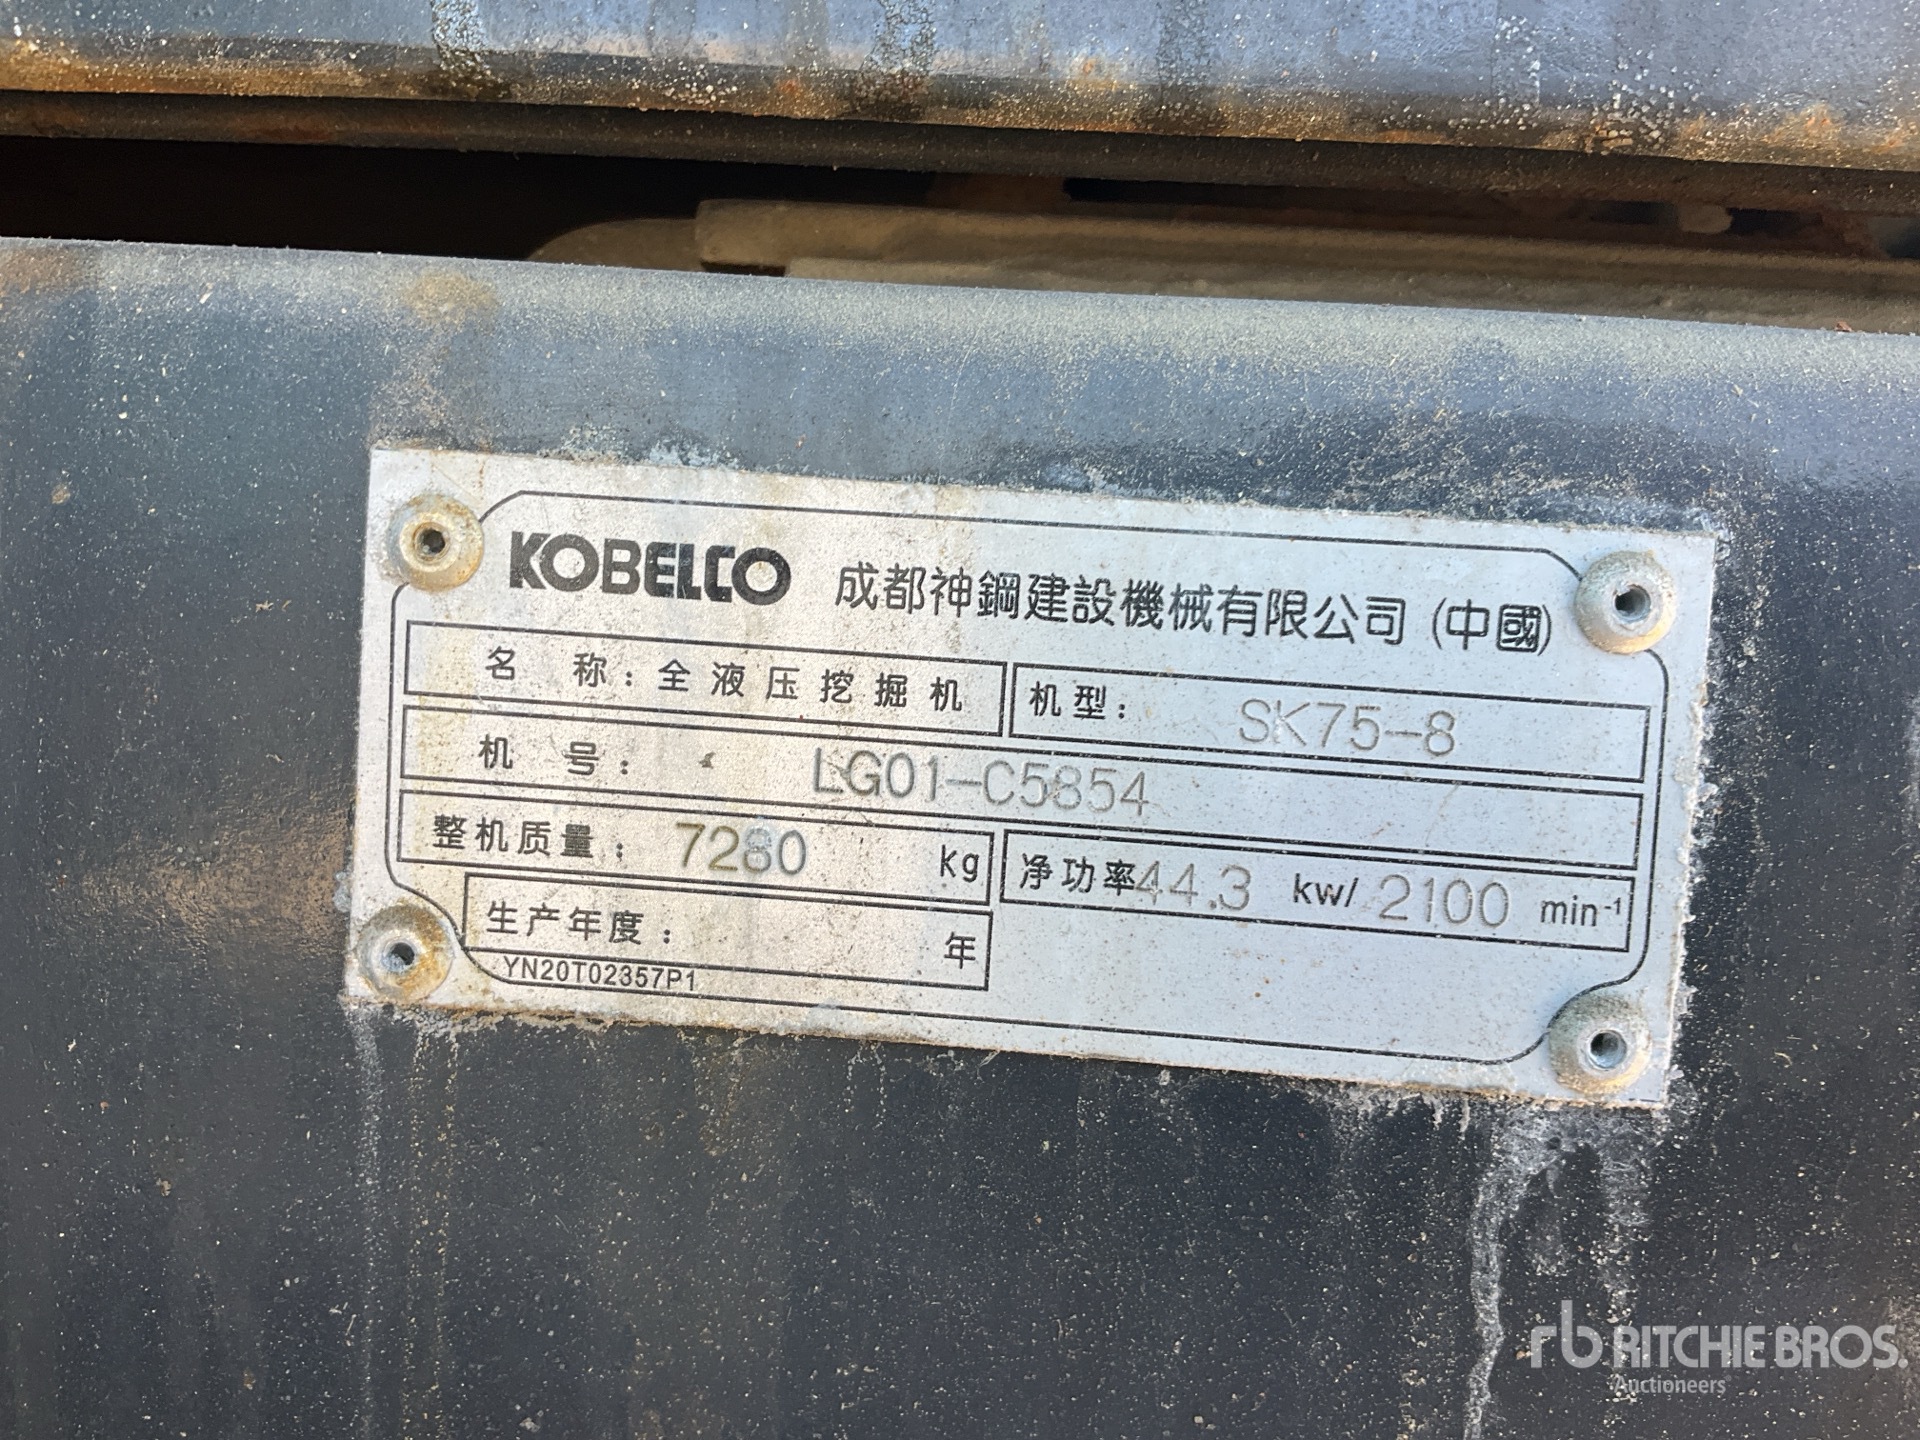 KOBELCO 成都神鋼建設機械有限公司 (中國)
名 称: 全液压挖掘机 机型: SK75-8
机 号: LG01-C5854
整机质量: 7280 kg 净功率44.3 kw/ 2100 min⁻¹
生产年度: 年
YN20T02357P1
rb RITCHIE BROS.
Auctioneers